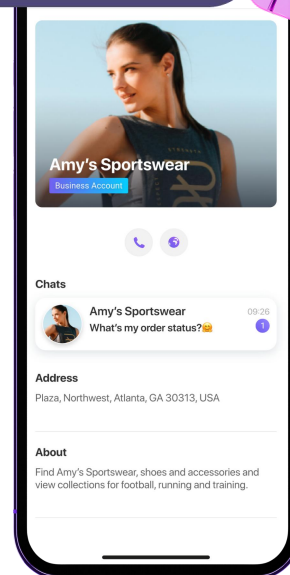 Amy's Sportswear
Business Account
Chats
Amy's Sportswear 09:26
What's my order status?🤗 1
Address
Plaza, Northwest, Atlanta, GA 30313, USA
About
Find Amy's Sportswear, shoes and accessories and
view collections for football, running and training.